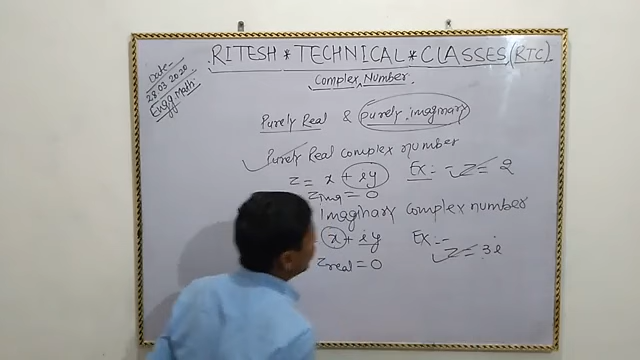 RITESH * TECHNICAL * CLASSES (RTC)
Date-
28.03.2020
Engg Math.
Complex Number
Purely Real & purely imaginary
Purely Real complex number
z = x + iy Ex:- z = 2
zimg = 0
Imaginary complex number
x + iy Ex:-
z = 3i
zreal = 0